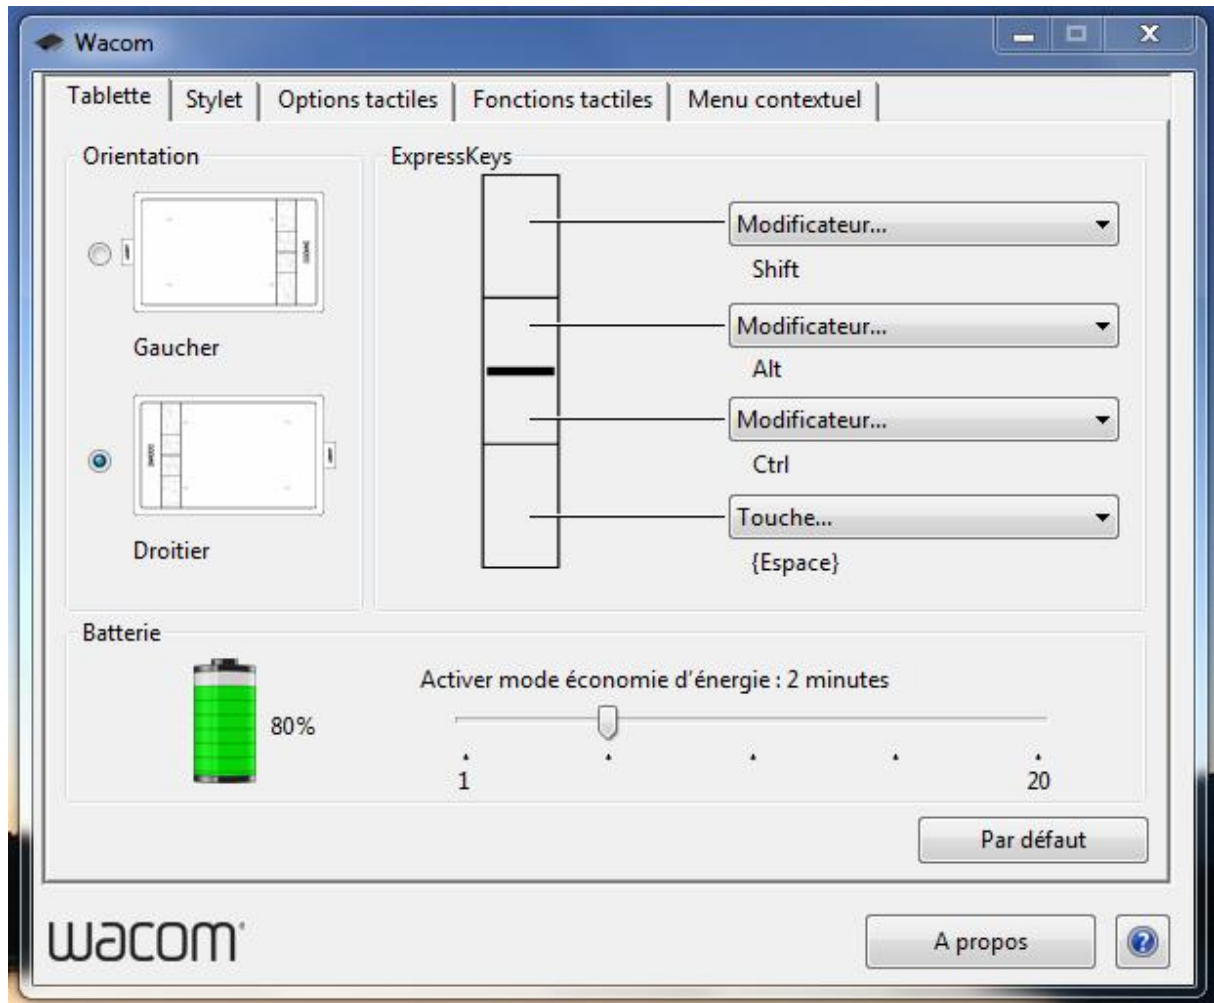 Wacom
Tablette
Stylet
Options tactiles
Fonctions tactiles
Menu contextuel
Orientation
Gaucher
Droitier
ExpressKeys
Modificateur...
Shift
Modificateur...
Alt
Modificateur...
Ctrl
Touche...
{Espace}
Batterie
80%
Activer mode économie d'énergie : 2 minutes
1
20
Par défaut
wacom
A propos
?